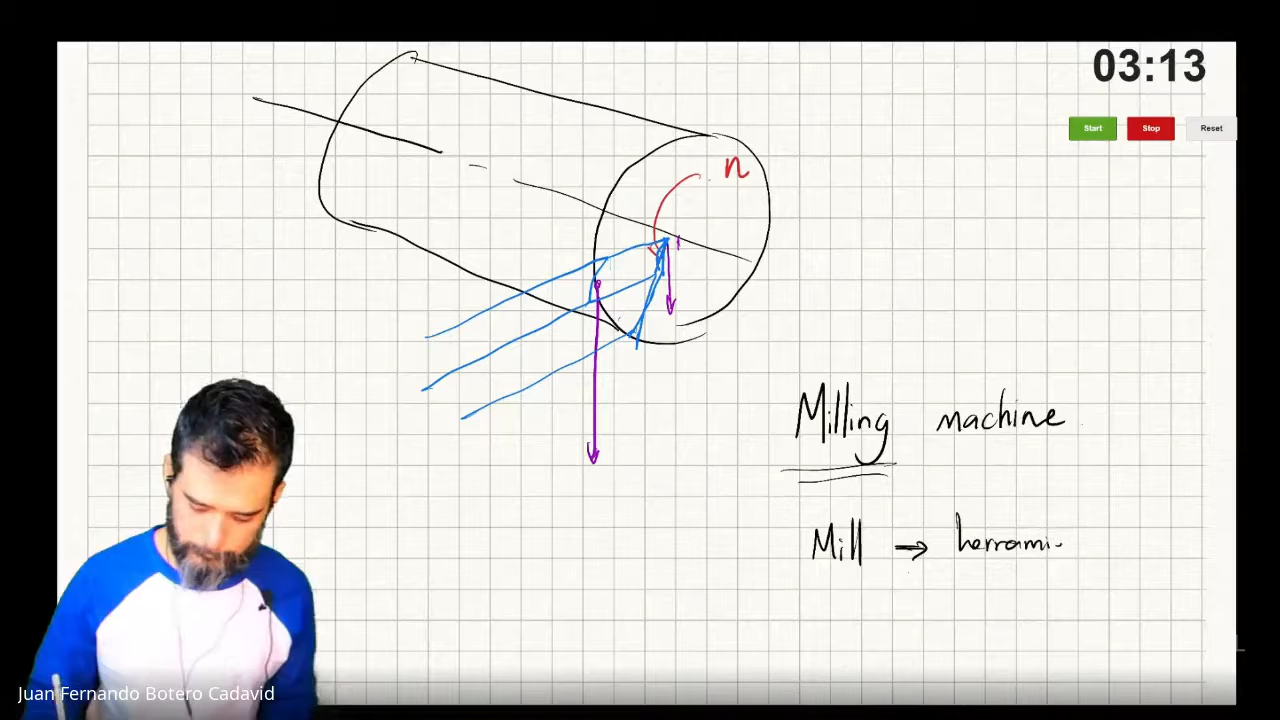 03:13
Start Stop Reset
n
Milling machine
Mill → herrami-
Juan Fernando Botero Cadavid